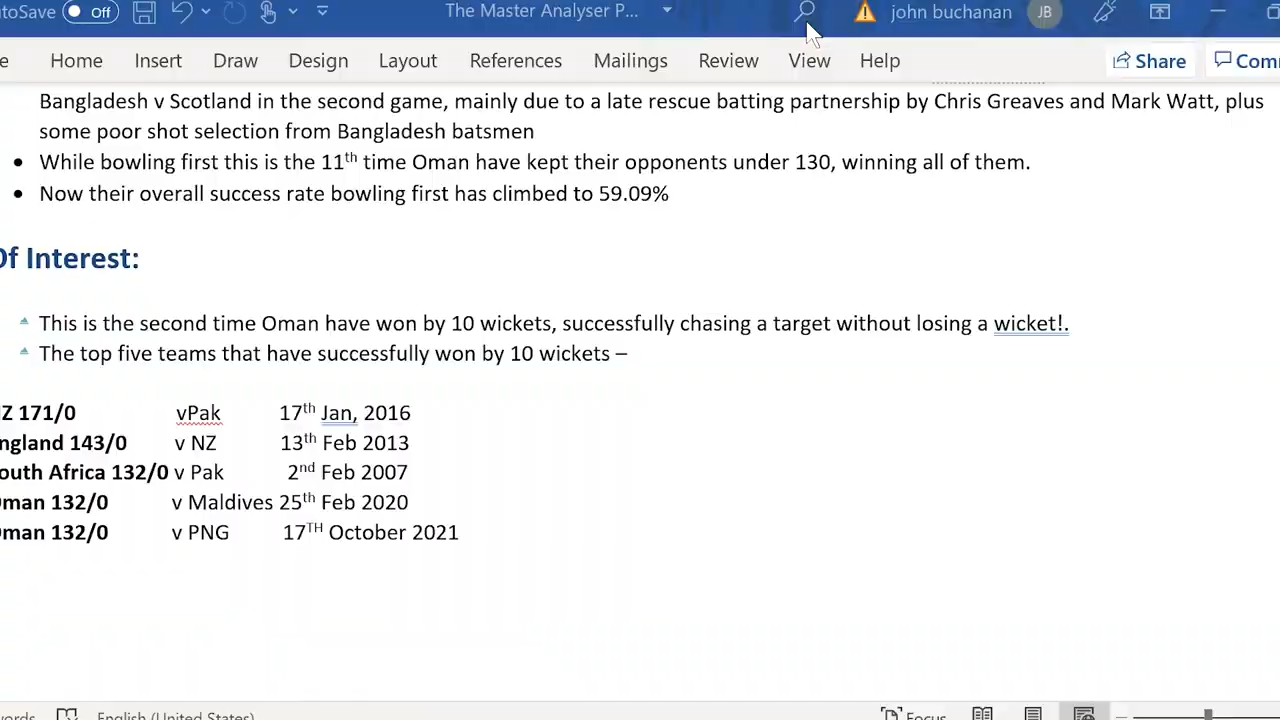 toSave Off The Master Analyser P... john buchanan JB
e Home Insert Draw Design Layout References Mailings Review View Help Share Com
Bangladesh v Scotland in the second game, mainly due to a late rescue batting partnership by Chris Greaves and Mark Watt, plus
some poor shot selection from Bangladesh batsmen
• While bowling first this is the 11th time Oman have kept their opponents under 130, winning all of them.
• Now their overall success rate bowling first has climbed to 59.09%
Of Interest:
This is the second time Oman have won by 10 wickets, successfully chasing a target without losing a wicket!.
The top five teams that have successfully won by 10 wickets –
Z 171/0 vPak 17th Jan, 2016
ngland 143/0 v NZ 13th Feb 2013
outh Africa 132/0 v Pak 2nd Feb 2007
Oman 132/0 v Maldives 25th Feb 2020
Oman 132/0 v PNG 17TH October 2021
words English (United States) Focus